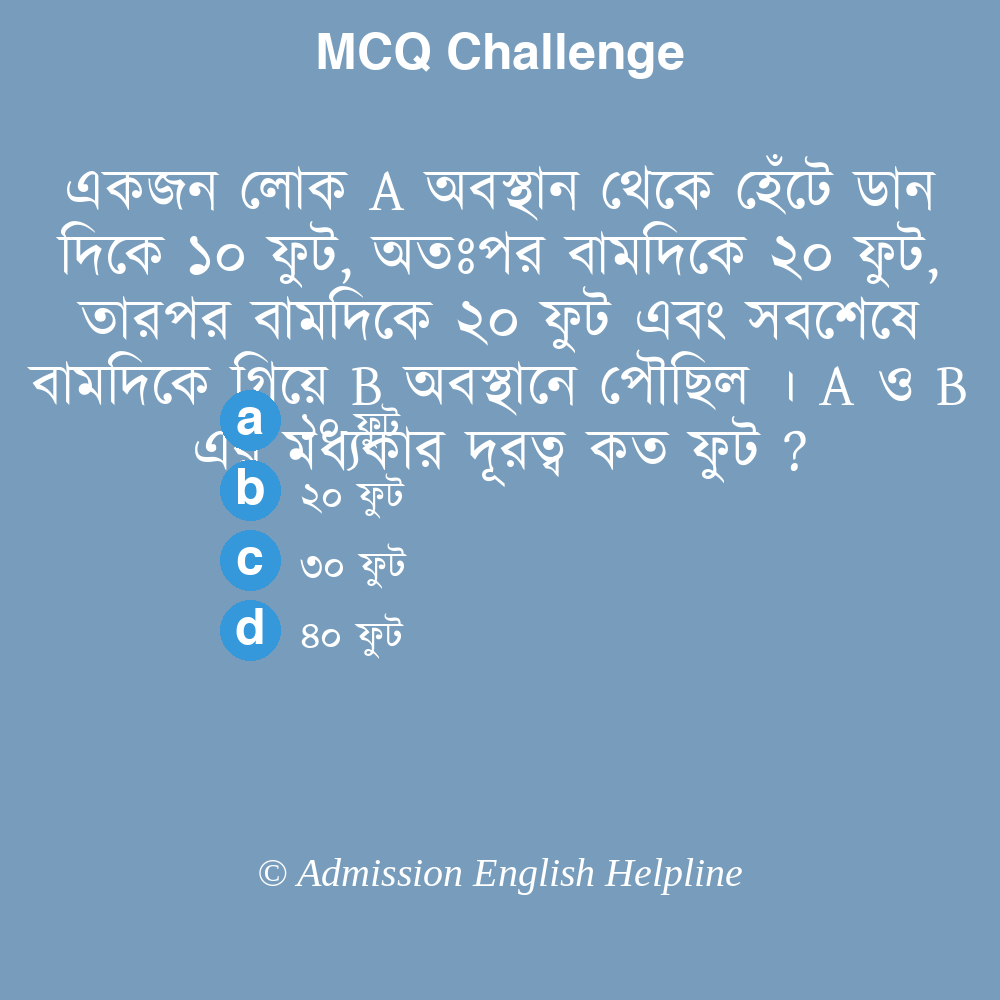 MCQ Challenge
একজন লোক A অবস্থান থেকে হেঁটে ডান
দিকে ১০ ফুট, অতঃপর বামদিকে ২০ ফুট,
তারপর বামদিকে ২০ ফুট এবং সবশেষে
বামদিকে গিয়ে B অবস্থানে পৌছিল । A ও B
এর মধ্যকার দূরত্ব কত ফুট ?
a ১০ ফুট
b ২০ ফুট
c ৩০ ফুট
d ৪০ ফুট
© Admission English Helpline